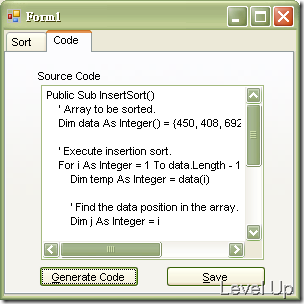 Form1
Sort Code
Source Code
Public Sub InsertSort()
' Array to be sorted.
Dim data As Integer() = {450, 408, 692
' Execute insertion sort.
For i As Integer = 1 To data.Length - 1
Dim temp As Integer = data(i)
' Find the data position in the array.
Dim j As Integer = i
Generate Code Save
Level Up